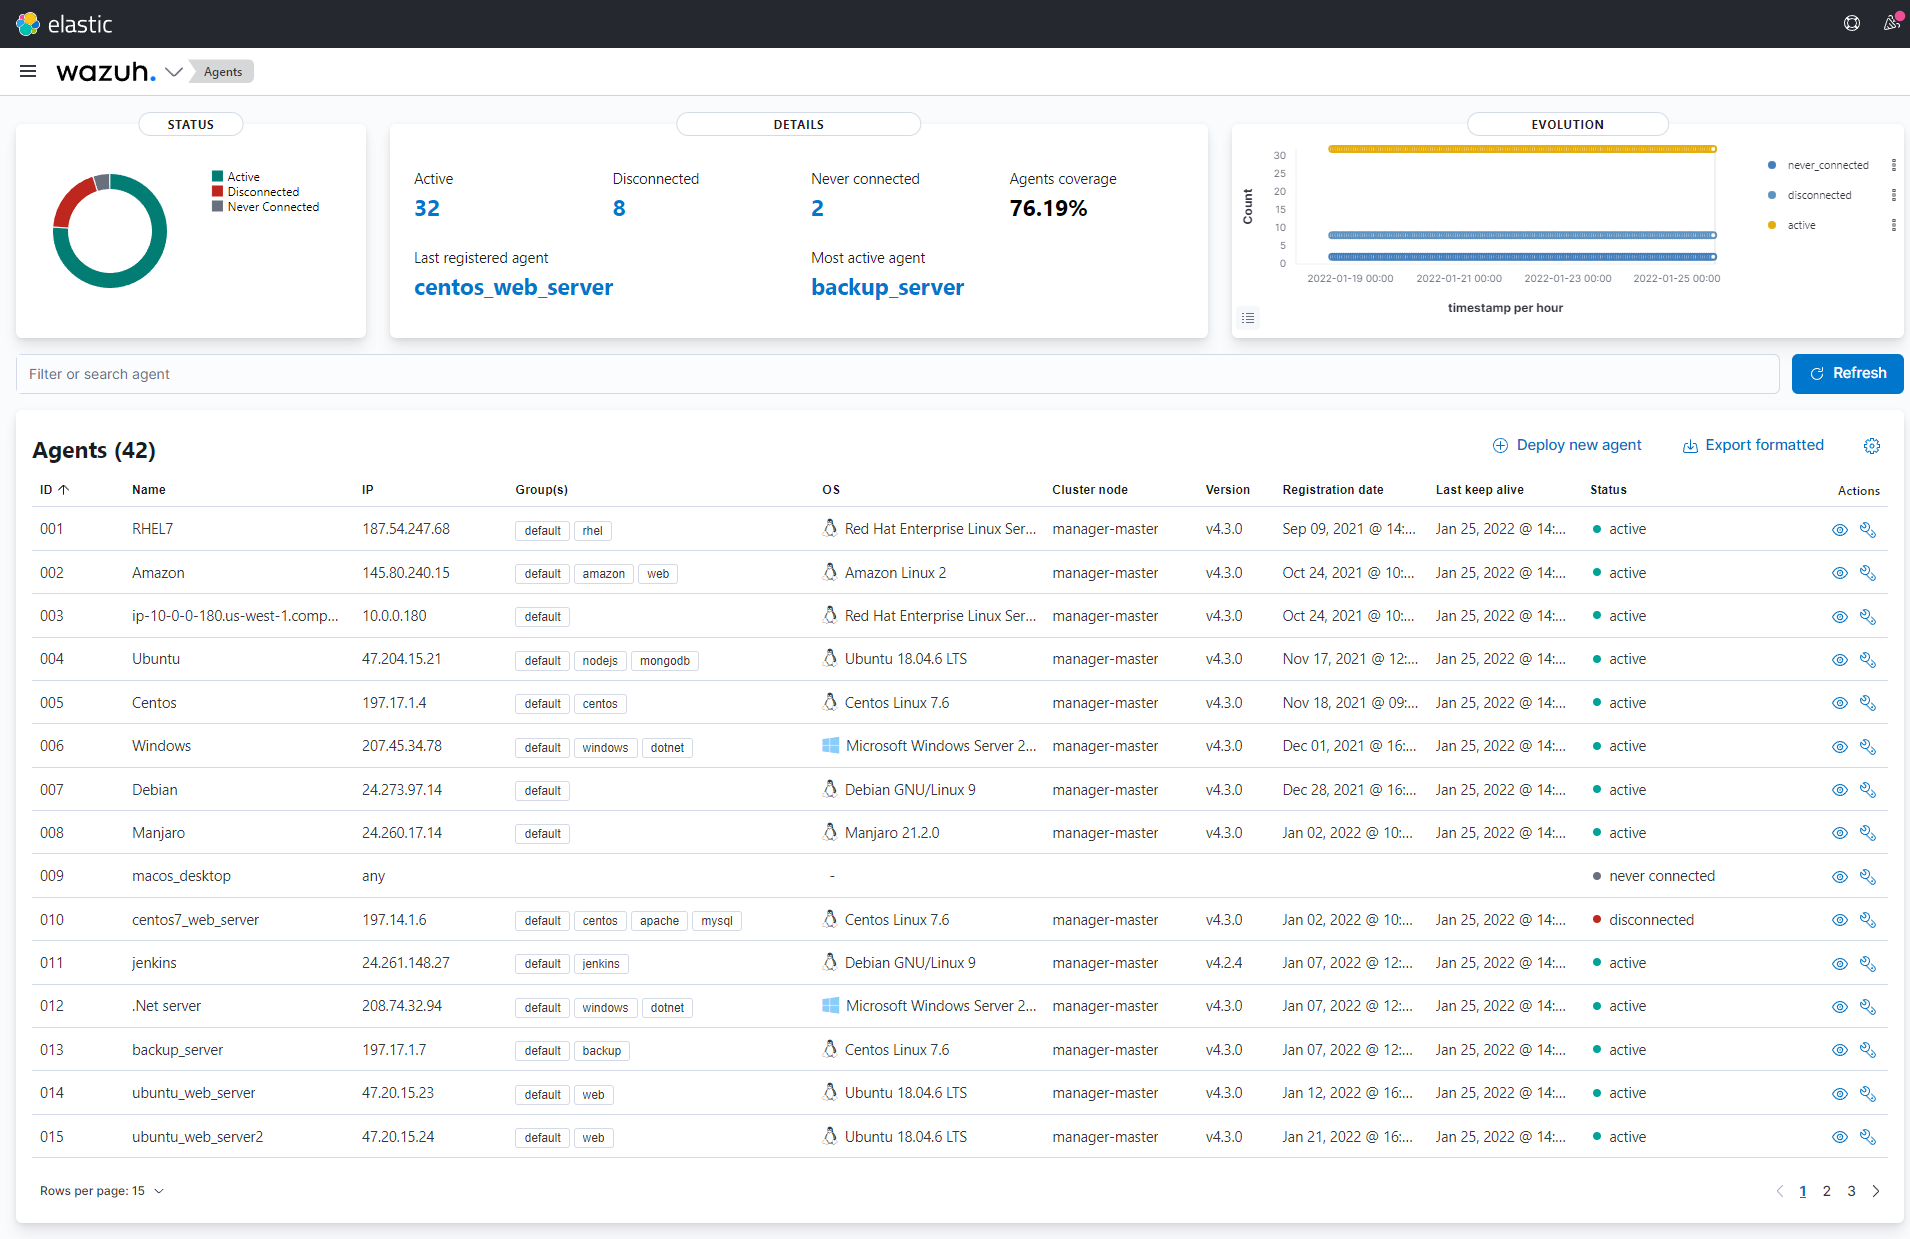 elastic
wazuh. Agents
STATUS
Active
Disconnected
Never Connected
DETAILS
Active Disconnected Never connected Agents coverage
32 8 2 76.19%
Last registered agent Most active agent
centos_web_server backup_server
EVOLUTION
Count
30
25
20
15
10
5
0
2022-01-19 00:00 2022-01-21 00:00 2022-01-23 00:00 2022-01-25 00:00
timestamp per hour
never_connected
disconnected
active
Filter or search agent Refresh
Agents (42) Deploy new agent Export formatted
ID Name IP Group(s) OS Cluster node Version Registration date Last keep alive Status Actions
001 RHEL7 187.54.247.68 default rhel Red Hat Enterprise Linux Ser... manager-master v4.3.0 Sep 09, 2021 @ 14:... Jan 25, 2022 @ 14:... active
002 Amazon 145.80.240.15 default amazon web Amazon Linux 2 manager-master v4.3.0 Oct 24, 2021 @ 10:... Jan 25, 2022 @ 14:... active
003 ip-10-0-0-180.us-west-1.comp... 10.0.0.180 default Red Hat Enterprise Linux Ser... manager-master v4.3.0 Oct 24, 2021 @ 10:... Jan 25, 2022 @ 14:... active
004 Ubuntu 47.204.15.21 default nodejs mongodb Ubuntu 18.04.6 LTS manager-master v4.3.0 Nov 17, 2021 @ 12:... Jan 25, 2022 @ 14:... active
005 Centos 197.17.1.4 default centos Centos Linux 7.6 manager-master v4.3.0 Nov 18, 2021 @ 09:... Jan 25, 2022 @ 14:... active
006 Windows 207.45.34.78 default windows dotnet Microsoft Windows Server 2... manager-master v4.3.0 Dec 01, 2021 @ 16:... Jan 25, 2022 @ 14:... active
007 Debian 24.273.97.14 default Debian GNU/Linux 9 manager-master v4.3.0 Dec 28, 2021 @ 16:... Jan 25, 2022 @ 14:... active
008 Manjaro 24.260.17.14 default Manjaro 21.2.0 manager-master v4.3.0 Jan 02, 2022 @ 10:... Jan 25, 2022 @ 14:... active
009 macos_desktop any - never connected
010 centos7_web_server 197.14.1.6 default centos apache mysql Centos Linux 7.6 manager-master v4.3.0 Jan 02, 2022 @ 10:... Jan 25, 2022 @ 14:... disconnected
011 jenkins 24.261.148.27 default jenkins Debian GNU/Linux 9 manager-master v4.2.4 Jan 07, 2022 @ 12:... Jan 25, 2022 @ 14:... active
012 .Net server 208.74.32.94 default windows dotnet Microsoft Windows Server 2... manager-master v4.3.0 Jan 07, 2022 @ 12:... Jan 25, 2022 @ 14:... active
013 backup_server 197.17.1.7 default backup Centos Linux 7.6 manager-master v4.3.0 Jan 07, 2022 @ 12:... Jan 25, 2022 @ 14:... active
014 ubuntu_web_server 47.20.15.23 default web Ubuntu 18.04.6 LTS manager-master v4.3.0 Jan 12, 2022 @ 16:... Jan 25, 2022 @ 14:... active
015 ubuntu_web_server2 47.20.15.24 default web Ubuntu 18.04.6 LTS manager-master v4.3.0 Jan 21, 2022 @ 16:... Jan 25, 2022 @ 14:... active
Rows per page: 15 1 2 3